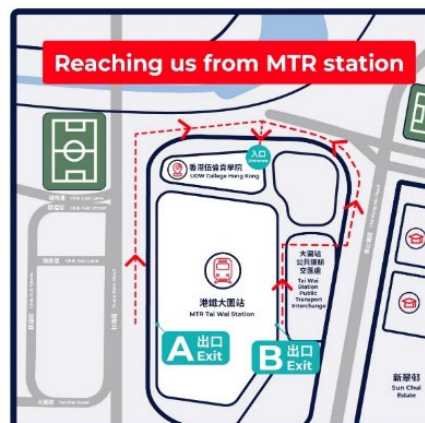 Reaching us from MTR station
入口
Entrance
香港伍倫貢學院
UOW College Hong Kong
大圍站
公共運輸
交匯處
Tai Wai
Station
Public
Transport
Interchange
港鐵大圍站
MTR Tai Wai Station
A 出口
Exit
B 出口
Exit
新翠邨
Sun Chui
Estate